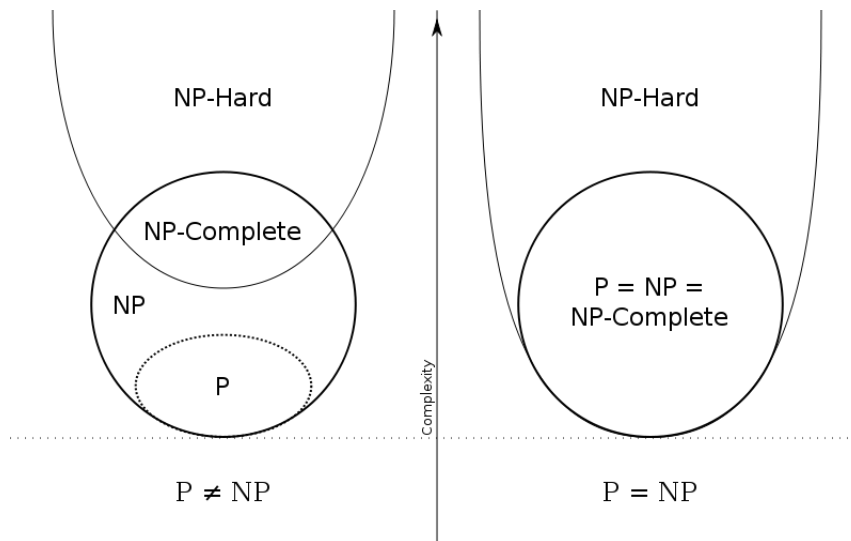 NP-Hard
NP-Complete
NP
P
P ≠ NP
Complexity
NP-Hard
P = NP =
NP-Complete
P = NP